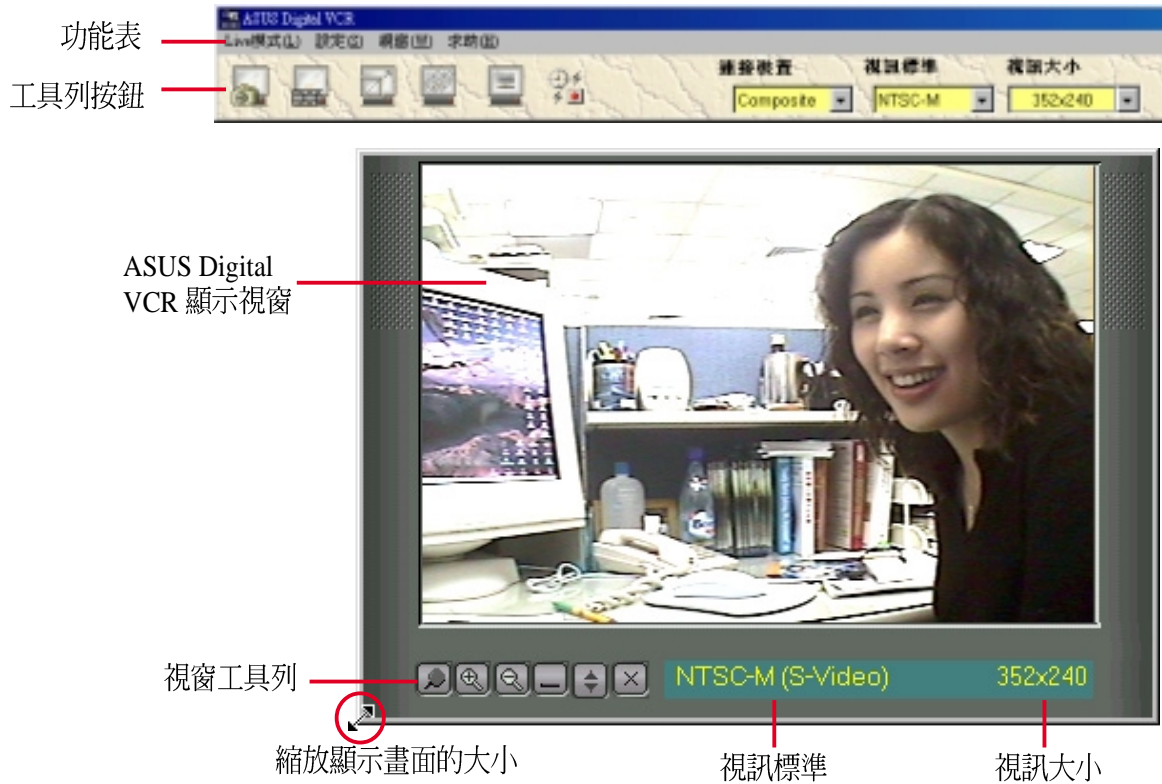 功能表
ASUS Digital VCR
Live模式(L) 設定(S) 視窗(W) 求助(H)
工具列按鈕
連接裝置 視訊標準 視訊大小
Composite NTSC-M 352x240
ASUS Digital
VCR 顯示視窗
視窗工具列
NTSC-M (S-Video) 352x240
縮放顯示畫面的大小
視訊標準
視訊大小